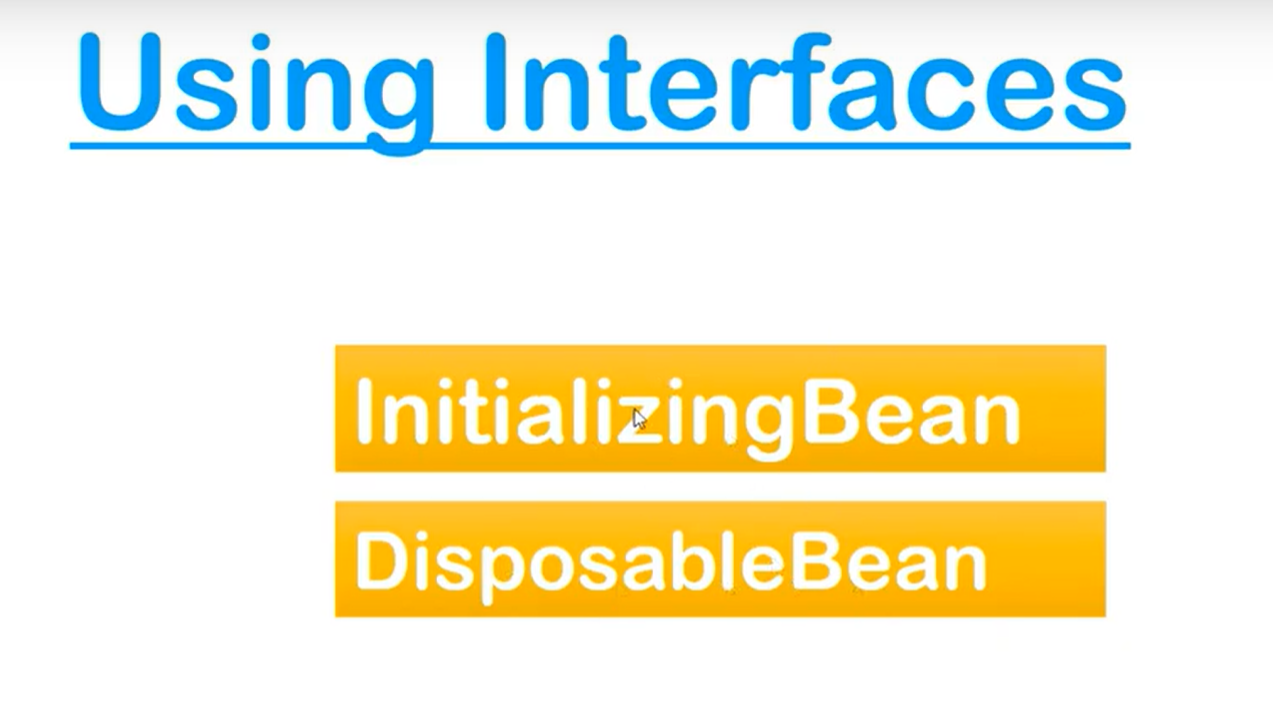 Using Interfaces
InitializingBean
DisposableBean